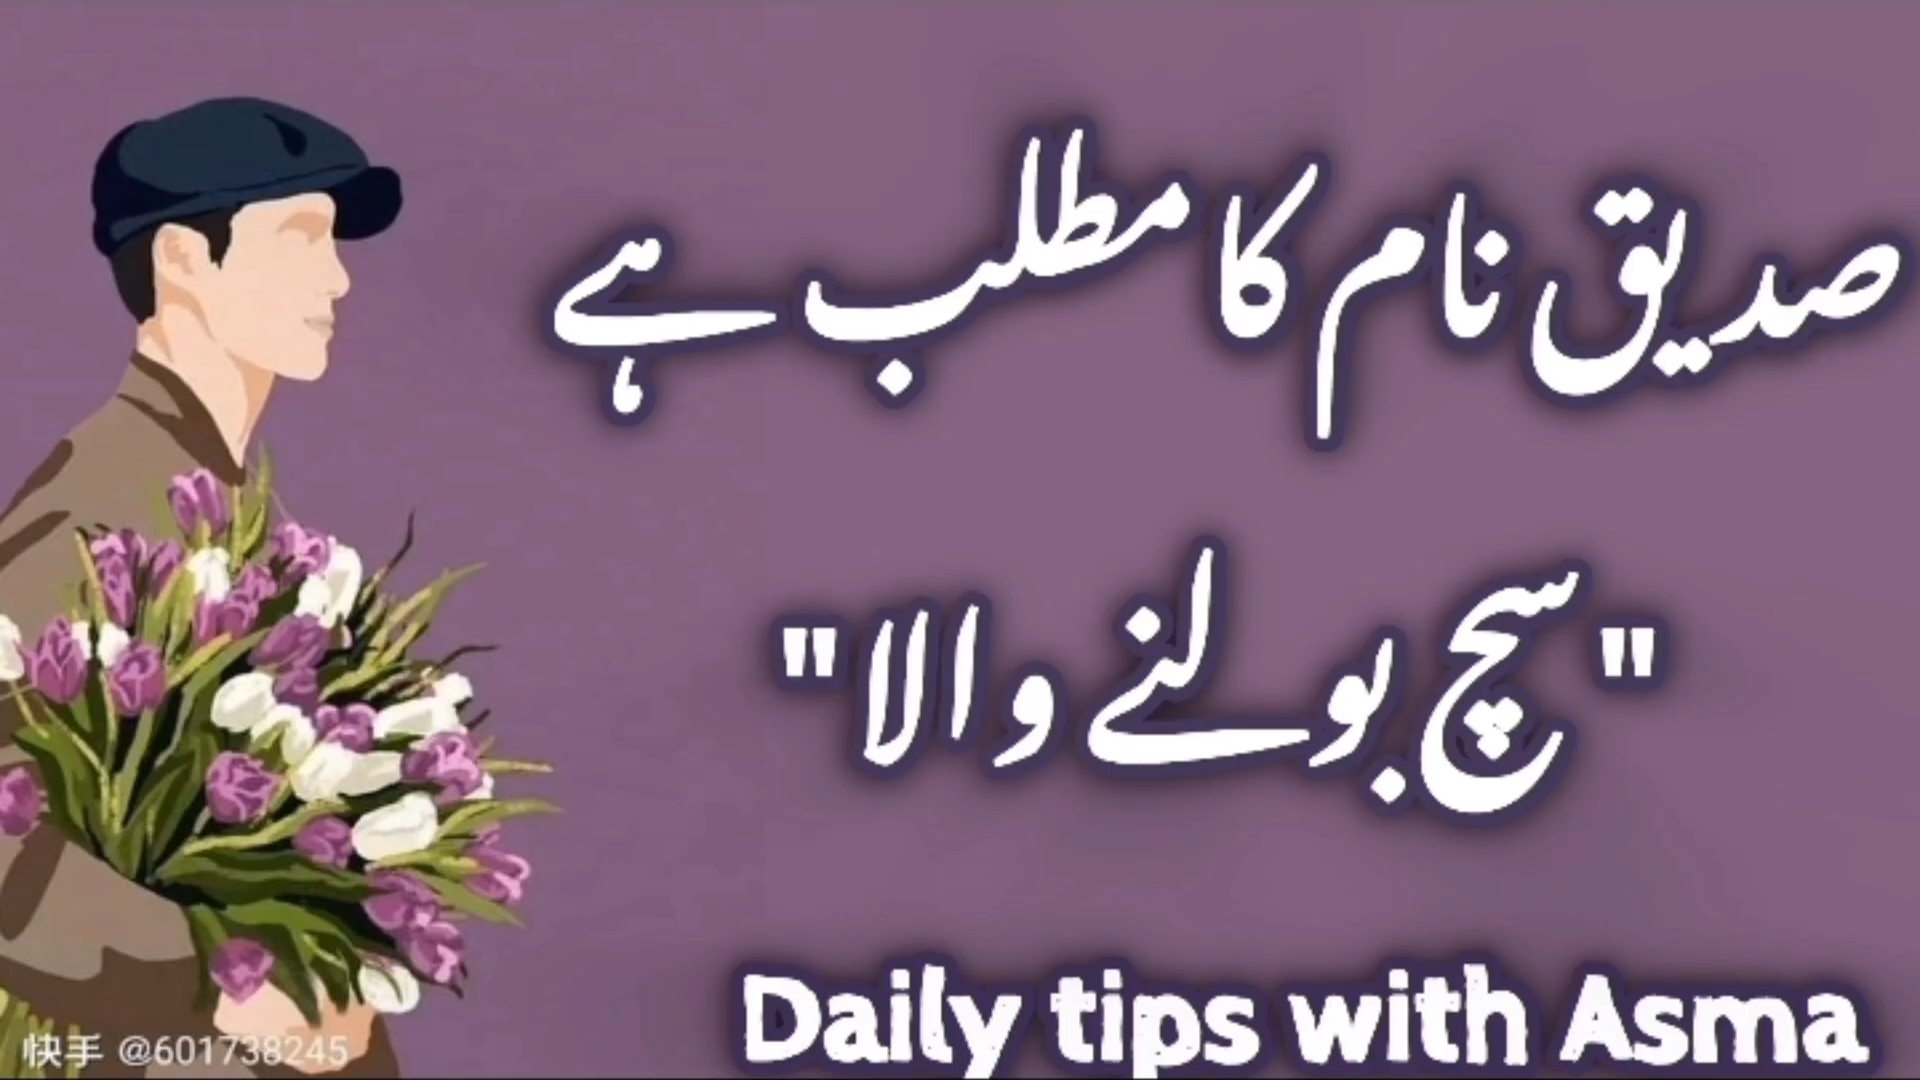 صدیق نام کا مطلب ہے
"سچ بولنے والا"
Daily tips with Asma
快手 @601738245